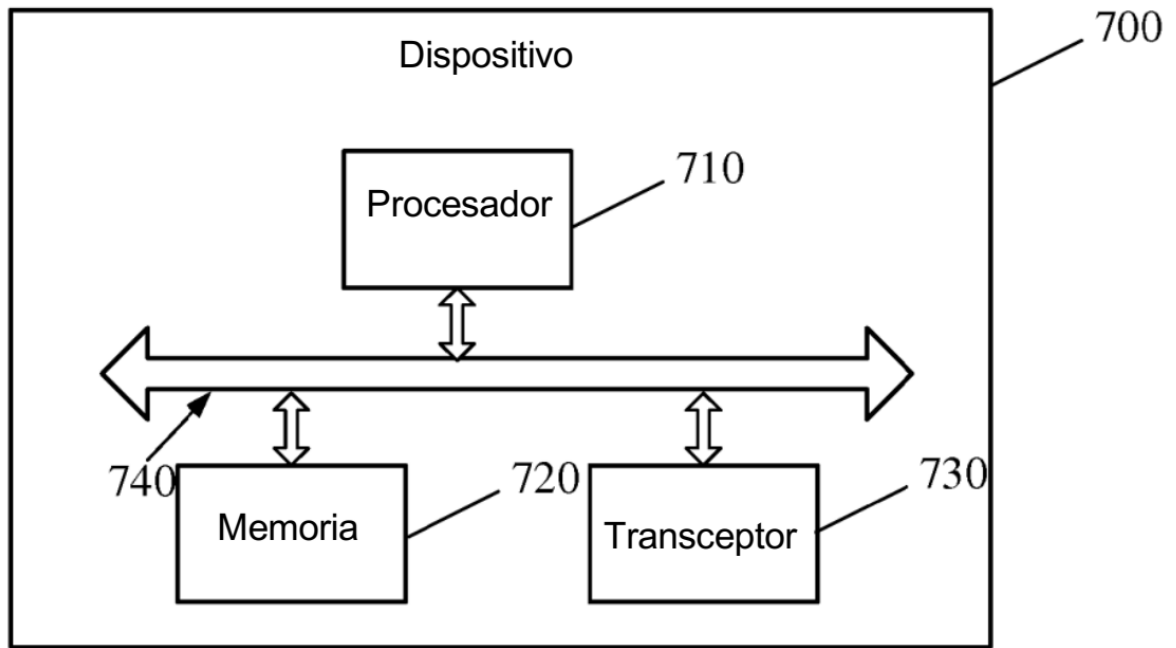 700
Dispositivo
710
Procesador
740
720
730
Memoria
Transceptor